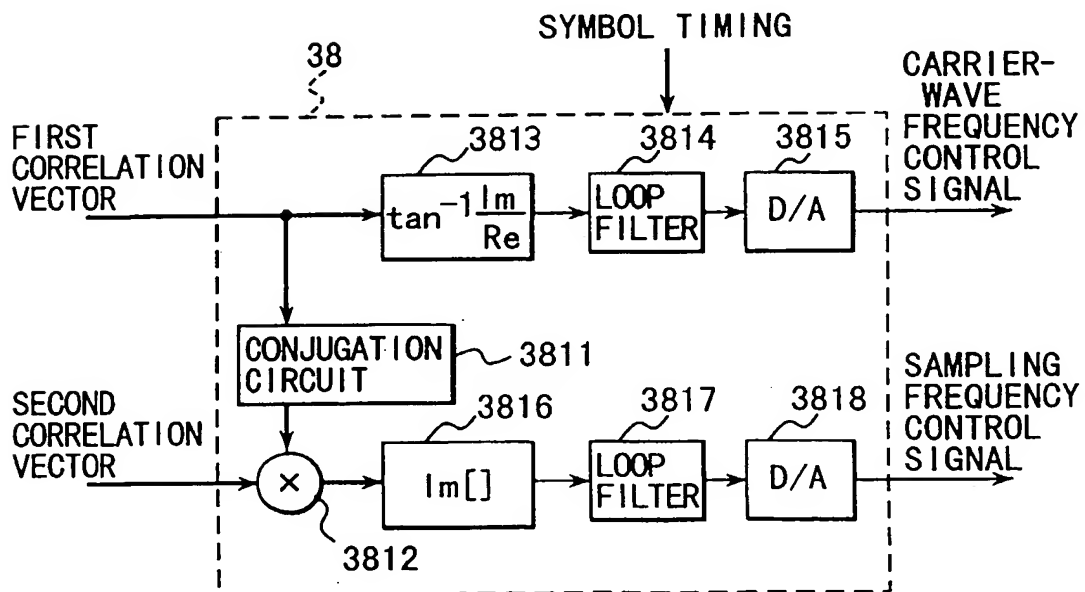 SYMBOL TIMING
38
CARRIER-
WAVE
FREQUENCY
CONTROL
SIGNAL
FIRST
CORRELATION
VECTOR
3813
3814
3815
tan⁻¹ Im/Re
LOOP
FILTER
D/A
CONJUGATION
CIRCUIT
3811
SECOND
CORRELATION
VECTOR
3816
3817
3818
SAMPLING
FREQUENCY
CONTROL
SIGNAL
×
Im[]
LOOP
FILTER
D/A
3812